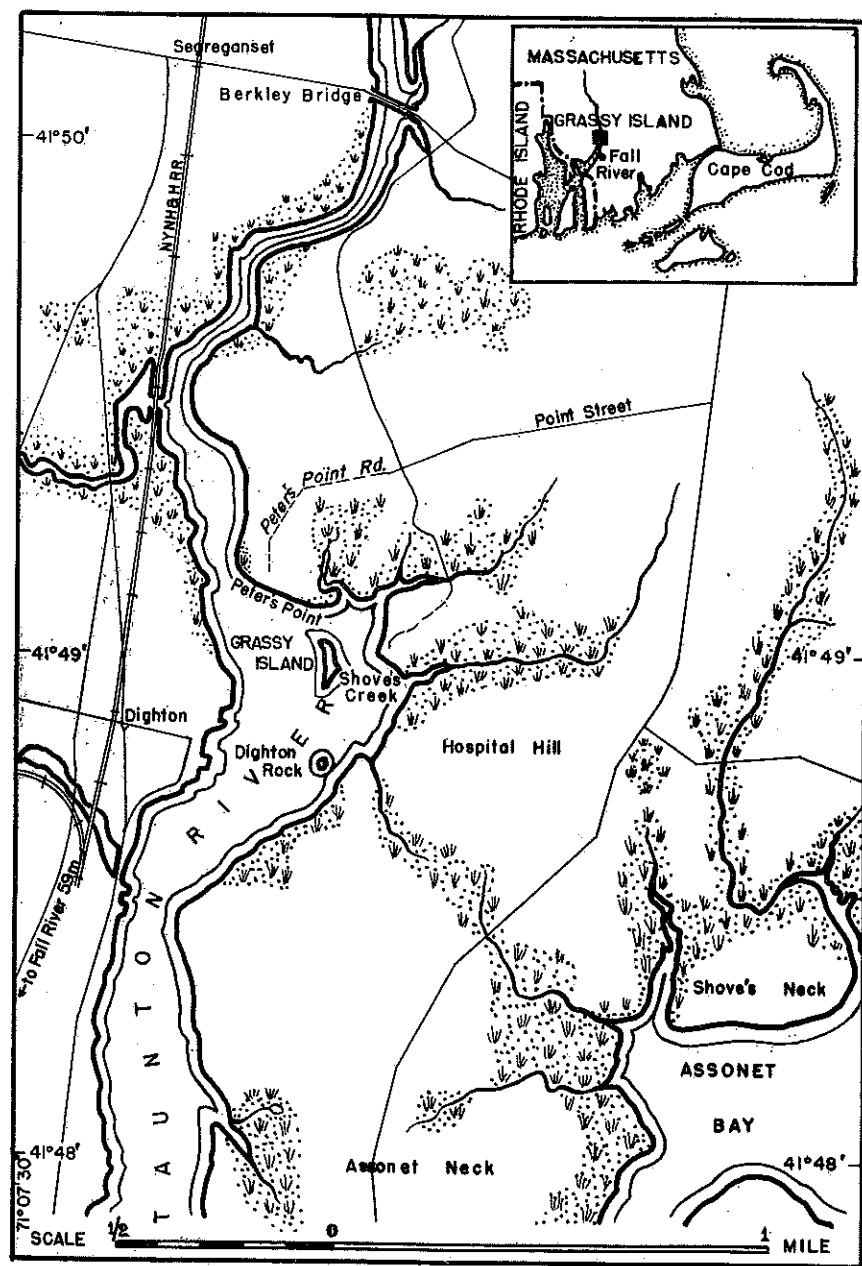 Segreganset
Berkley Bridge
41°50'
NYNH&HRR
MASSACHUSETTS
RHODE ISLAND
GRASSY ISLAND
Fall
River
Cape Cod
Point Street
Peters' Point Rd.
Peter's Point
GRASSY
ISLAND
41°49'
41°49'
Shoves
Creek
Dighton
Dighton
Rock
Hospital Hill
TAUNTON RIVER
←to Fall River 59m
Shove's Neck
ASSONET
BAY
Assonet Neck
41°48'
41°48'
71°07'30"
SCALE
1/2
0
1
MILE